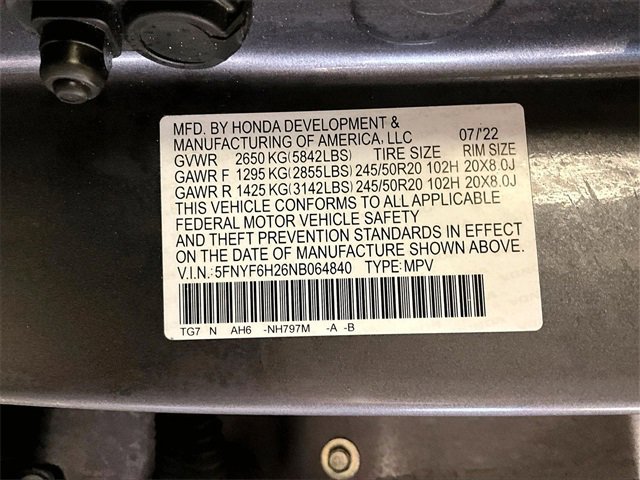 MFD. BY HONDA DEVELOPMENT &
MANUFACTURING OF AMERICA, LLC 07/'22
GVWR 2650 KG(5842LBS) TIRE SIZE RIM SIZE
GAWR F 1295 KG(2855LBS) 245/50R20 102H 20X8.0J
GAWR R 1425 KG(3142LBS) 245/50R20 102H 20X8.0J
THIS VEHICLE CONFORMS TO ALL APPLICABLE
FEDERAL MOTOR VEHICLE SAFETY
AND THEFT PREVENTION STANDARDS IN EFFECT
ON THE DATE OF MANUFACTURE SHOWN ABOVE.
V.I.N.: 5FNYF6H26NB064840 TYPE: MPV
TG7 N AH6 -NH797M -A -B